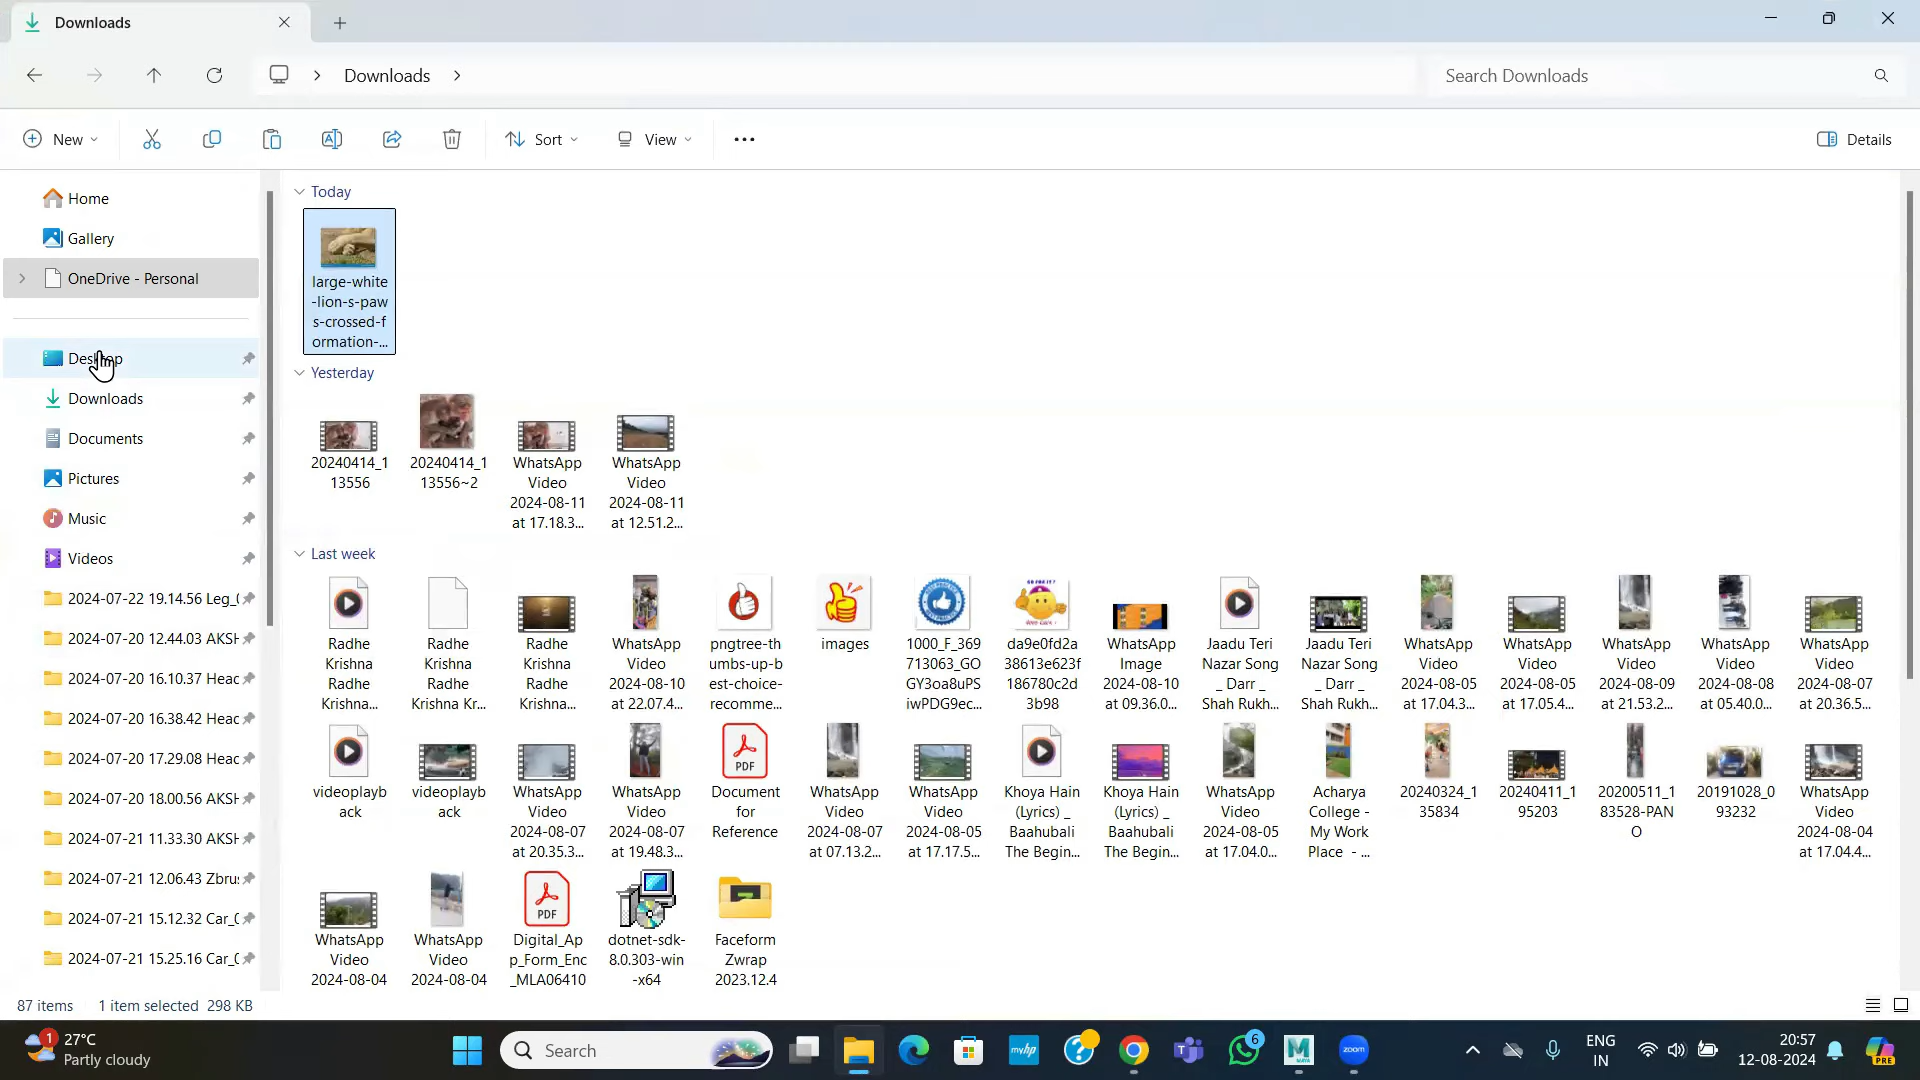 Downloads
Downloads
Search Downloads
New
Sort
View
Details
Home
Gallery
OneDrive - Personal
Desktop
Downloads
Documents
Pictures
Music
Videos
2024-07-22 19.14.56 Leg_(
2024-07-20 12.44.03 AKSH
2024-07-20 16.10.37 Head
2024-07-20 16.38.42 Head
2024-07-20 17.29.08 Head
2024-07-20 18.00.56 AKSH
2024-07-21 11.33.30 AKSH
2024-07-21 12.06.43 Zbrus
2024-07-21 15.12.32 Car_0
2024-07-21 15.25.16 Car_0
Today
large-white
-lion-s-paw
s-crossed-f
ormation-...
Yesterday
20240414_1
13556
20240414_1
13556~2
WhatsApp
Video
2024-08-11
at 17.18.3...
WhatsApp
Video
2024-08-11
at 12.51.2...
Last week
Radhe
Krishna
Radhe
Krishna...
Radhe
Krishna
Radhe
Krishna Kr...
Radhe
Krishna
Radhe
Krishna...
WhatsApp
Video
2024-08-10
at 22.07.4...
pngtree-th
umbs-up-b
est-choice-
recomme...
images
1000_F_369
713063_GO
GY3oa8uPS
iwPDG9ec...
da9e0fd2a
38613e623f
186780c2d
3b98
WhatsApp
Image
2024-08-10
at 09.36.0...
Jaadu Teri
Nazar Song
_ Darr _
Shah Rukh...
Jaadu Teri
Nazar Song
_ Darr _
Shah Rukh...
WhatsApp
Video
2024-08-05
at 17.04.3...
WhatsApp
Video
2024-08-05
at 17.05.4...
WhatsApp
Video
2024-08-09
at 21.53.2...
WhatsApp
Video
2024-08-08
at 05.40.0...
WhatsApp
Video
2024-08-07
at 20.36.5...
videoplayb
ack
videoplayb
ack
WhatsApp
Video
2024-08-07
at 20.35.3...
WhatsApp
Video
2024-08-07
at 19.48.3...
PDF
Document
for
Reference
WhatsApp
Video
2024-08-07
at 07.13.2...
WhatsApp
Video
2024-08-05
at 17.17.5...
Khoya Hain
(Lyrics) _
Baahubali
The Begin...
Khoya Hain
(Lyrics) _
Baahubali
The Begin...
WhatsApp
Video
2024-08-05
at 17.04.0...
Acharya
College -
My Work
Place - ...
20240324_1
35834
20240411_1
95203
20200511_1
83528-PAN
O
20191028_0
93232
WhatsApp
Video
2024-08-04
at 17.04.4...
WhatsApp
Video
2024-08-04
WhatsApp
Video
2024-08-04
PDF
Digital_Ap
p_Form_Enc
_MLA06410
dotnet-sdk-
8.0.303-win
-x64
Faceform
Zwrap
2023.12.4
87 items 1 item selected 298 KB
1
27°C
Partly cloudy
Search
myhp
6
zoom
ENG
IN
20:57
12-08-2024
PRE